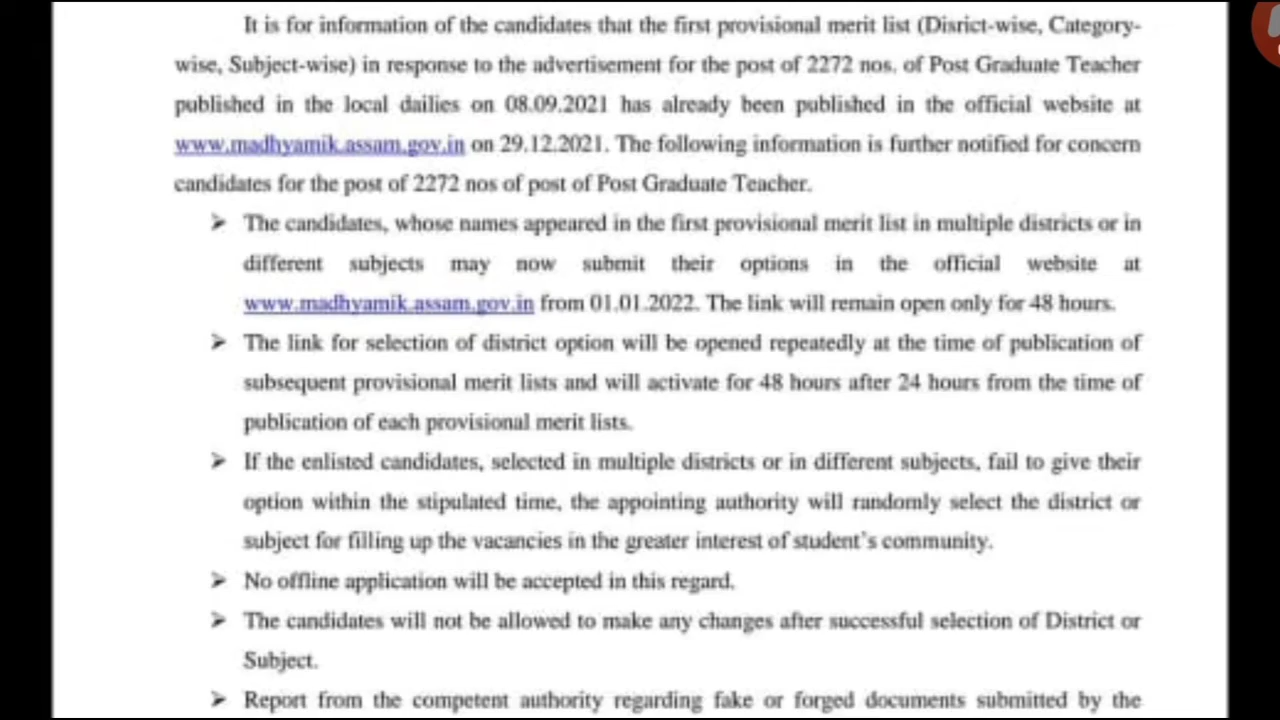 It is for information of the candidates that the first provisional merit list (Disrict-wise, Category-
wise, Subject-wise) in response to the advertisement for the post of 2272 nos. of Post Graduate Teacher
published in the local dailies on 08.09.2021 has already been published in the official website at
www.madhyamik.assam.gov.in on 29.12.2021. The following information is further notified for concern
candidates for the post of 2272 nos of post of Post Graduate Teacher.
➢ The candidates, whose names appeared in the first provisional merit list in multiple districts or in
different subjects may now submit their options in the official website at
www.madhyamik.assam.gov.in from 01.01.2022. The link will remain open only for 48 hours.
➢ The link for selection of district option will be opened repeatedly at the time of publication of
subsequent provisional merit lists and will activate for 48 hours after 24 hours from the time of
publication of each provisional merit lists.
➢ If the enlisted candidates, selected in multiple districts or in different subjects, fail to give their
option within the stipulated time, the appointing authority will randomly select the district or
subject for filling up the vacancies in the greater interest of student's community.
➢ No offline application will be accepted in this regard.
➢ The candidates will not be allowed to make any changes after successful selection of District or
Subject.
➢ Report from the competent authority regarding fake or forged documents submitted by the